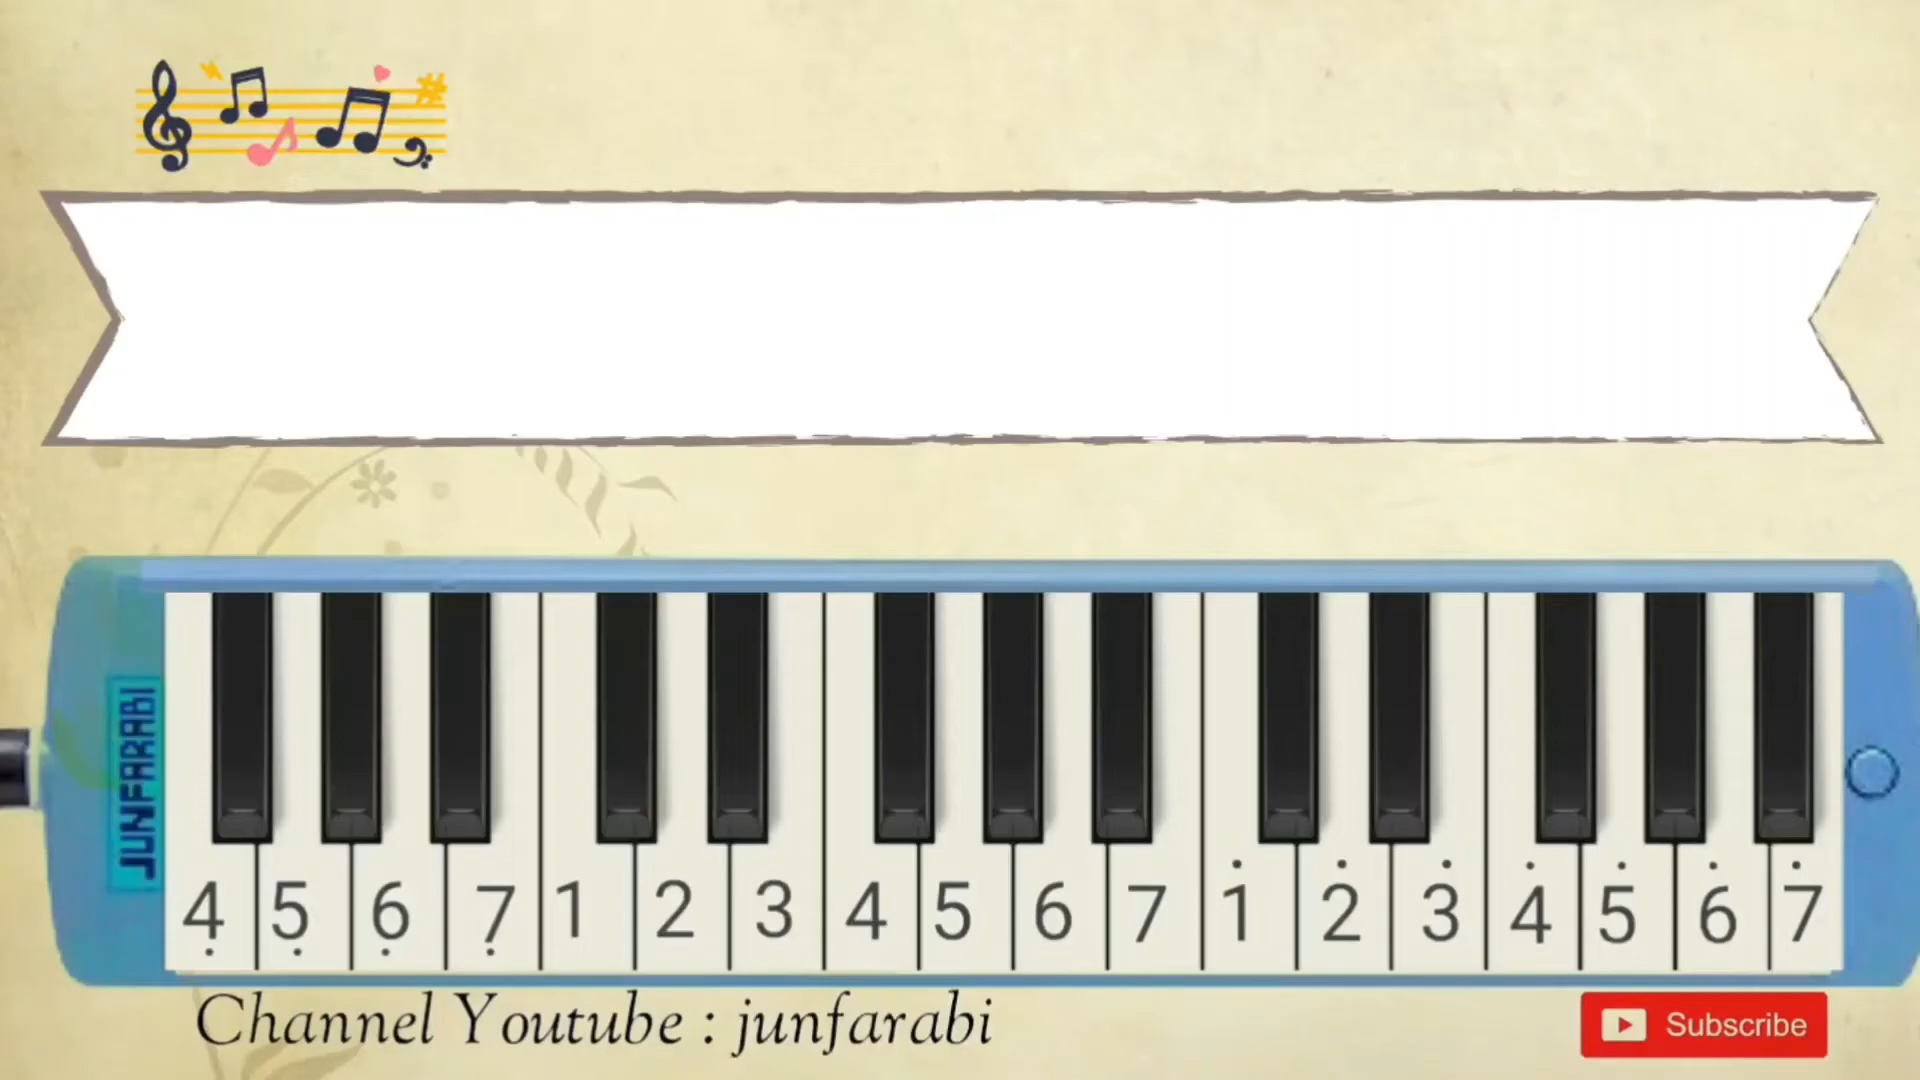 JUNFARABI
4̣ 5̣ 6̣ 7̣ 1 2 3 4 5 6 7 1̇ 2̇ 3̇ 4̇ 5̇ 6̇ 7̇
Channel Youtube : junfarabi
Subscribe